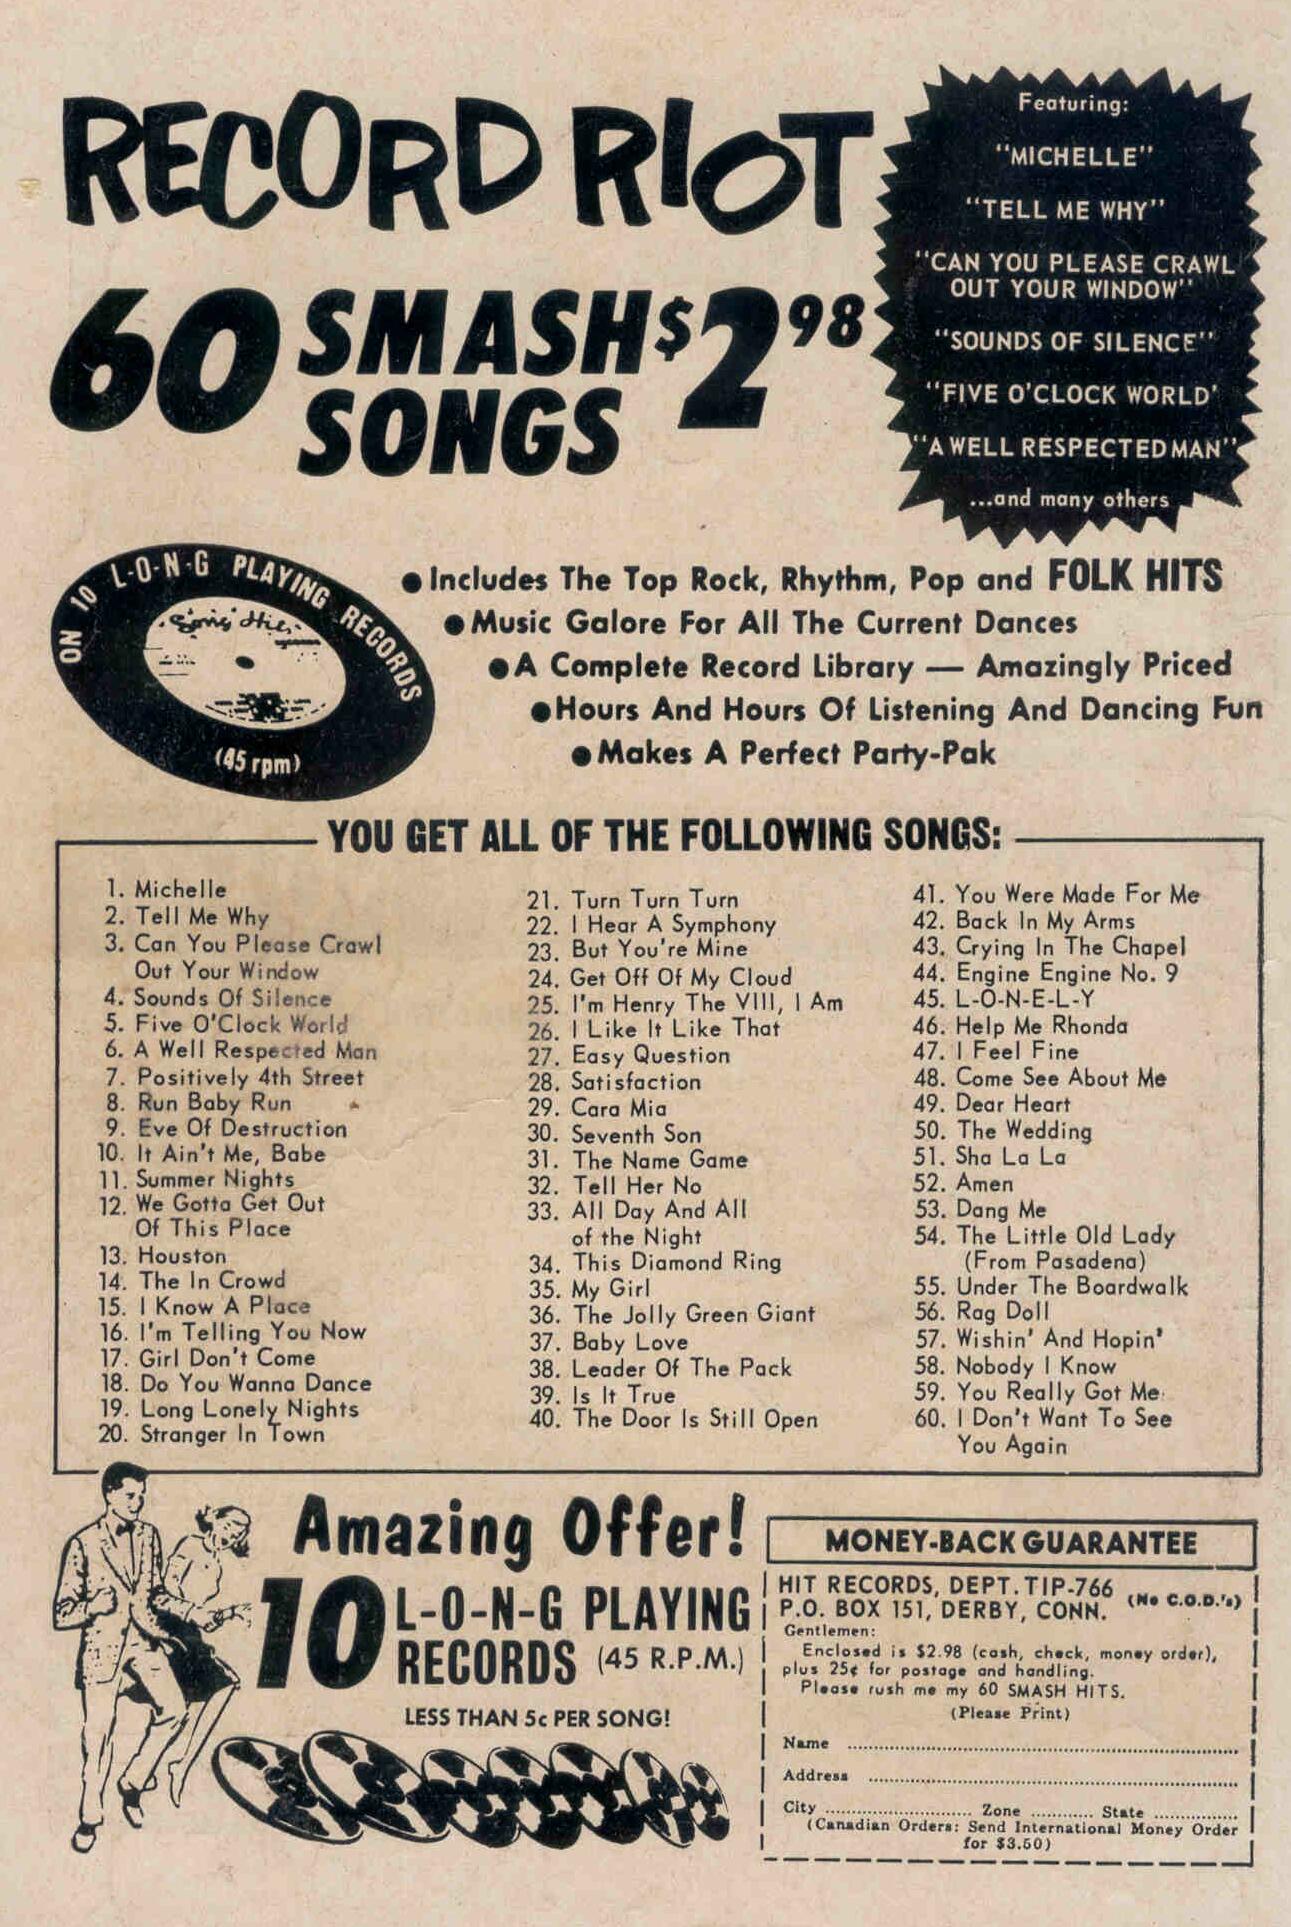 RECORD RIOT
60 SMASH SONGS $2.98
Featuring:
"MICHELLE"
"TELL ME WHY"
"CAN YOU PLEASE CRAWL
OUT YOUR WINDOW"
"SOUNDS OF SILENCE"
"FIVE O'CLOCK WORLD'
"A WELL RESPECTED MAN"
...and many others
ON 10 L-O-N-G PLAYING RECORDS
(45 rpm)
● Includes The Top Rock, Rhythm, Pop and FOLK HITS
● Music Galore For All The Current Dances
● A Complete Record Library — Amazingly Priced
● Hours And Hours Of Listening And Dancing Fun
● Makes A Perfect Party-Pak
YOU GET ALL OF THE FOLLOWING SONGS:
1. Michelle
2. Tell Me Why
3. Can You Please Crawl
Out Your Window
4. Sounds Of Silence
5. Five O'Clock World
6. A Well Respected Man
7. Positively 4th Street
8. Run Baby Run
9. Eve Of Destruction
10. It Ain't Me, Babe
11. Summer Nights
12. We Gotta Get Out
Of This Place
13. Houston
14. The In Crowd
15. I Know A Place
16. I'm Telling You Now
17. Girl Don't Come
18. Do You Wanna Dance
19. Long Lonely Nights
20. Stranger In Town
21. Turn Turn Turn
22. I Hear A Symphony
23. But You're Mine
24. Get Off Of My Cloud
25. I'm Henry The VIII, I Am
26. I Like It Like That
27. Easy Question
28. Satisfaction
29. Cara Mia
30. Seventh Son
31. The Name Game
32. Tell Her No
33. All Day And All
of the Night
34. This Diamond Ring
35. My Girl
36. The Jolly Green Giant
37. Baby Love
38. Leader Of The Pack
39. Is It True
40. The Door Is Still Open
41. You Were Made For Me
42. Back In My Arms
43. Crying In The Chapel
44. Engine Engine No. 9
45. L-O-N-E-L-Y
46. Help Me Rhonda
47. I Feel Fine
48. Come See About Me
49. Dear Heart
50. The Wedding
51. Sha La La
52. Amen
53. Dang Me
54. The Little Old Lady
(From Pasadena)
55. Under The Boardwalk
56. Rag Doll
57. Wishin' And Hopin'
58. Nobody I Know
59. You Really Got Me
60. I Don't Want To See
You Again
Amazing Offer!
10 L-O-N-G PLAYING
RECORDS (45 R.P.M.)
LESS THAN 5c PER SONG!
MONEY-BACK GUARANTEE
HIT RECORDS, DEPT. TIP-766
P.O. BOX 151, DERBY, CONN. (No C.O.D.'s)
Gentlemen:
Enclosed is $2.98 (cash, check, money order),
plus 25¢ for postage and handling.
Please rush me my 60 SMASH HITS.
(Please Print)
Name
Address
City Zone State
(Canadian Orders: Send International Money Order
for $3.50)